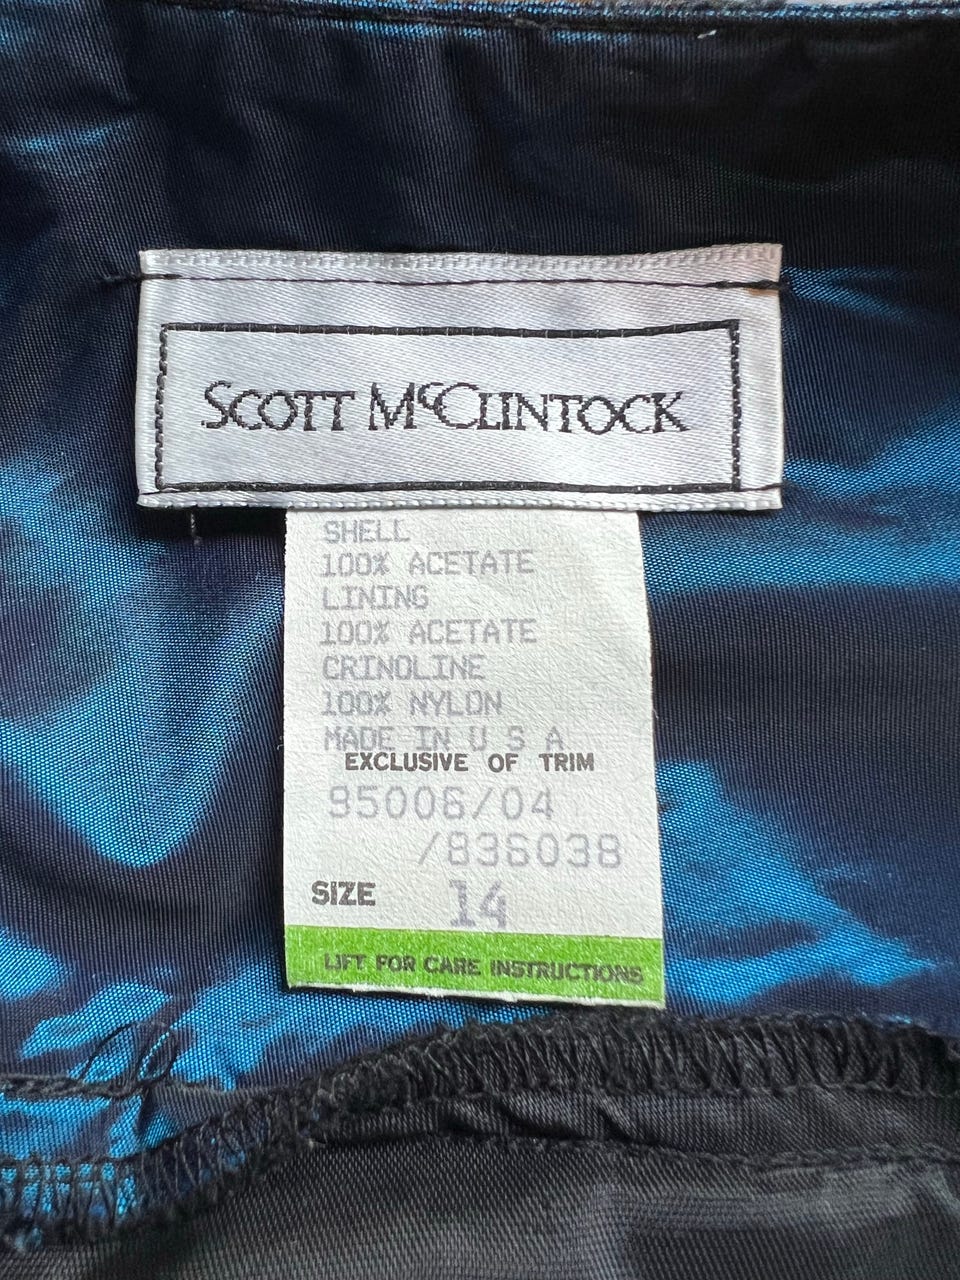 SCOTT McCLINTOCK
SHELL
100% ACETATE
LINING
100% ACETATE
CRINOLINE
100% NYLON
MADE IN U S A
EXCLUSIVE OF TRIM
95006/04
/836038
SIZE 14
LIFT FOR CARE INSTRUCTIONS